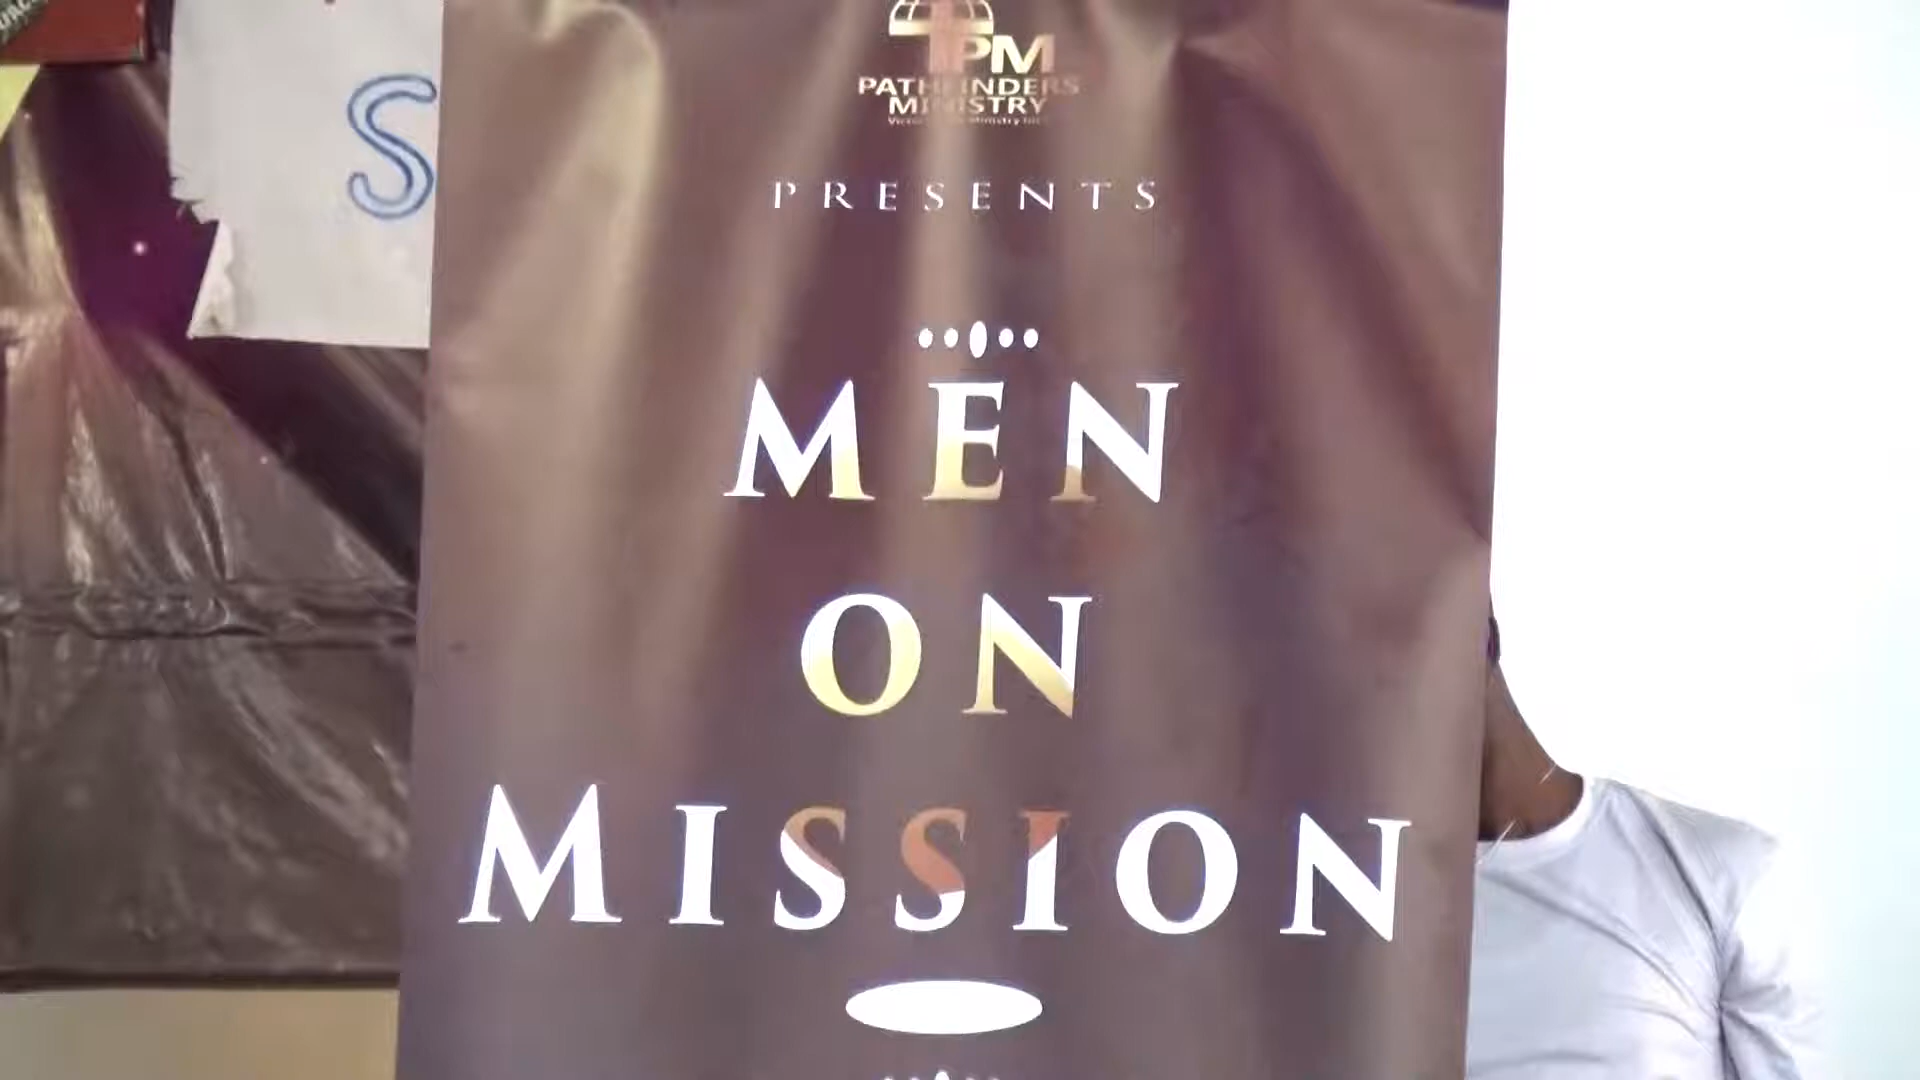 S
PM
PATHFINDERS
MINISTRY
PRESENTS
MEN
ON
MISSION